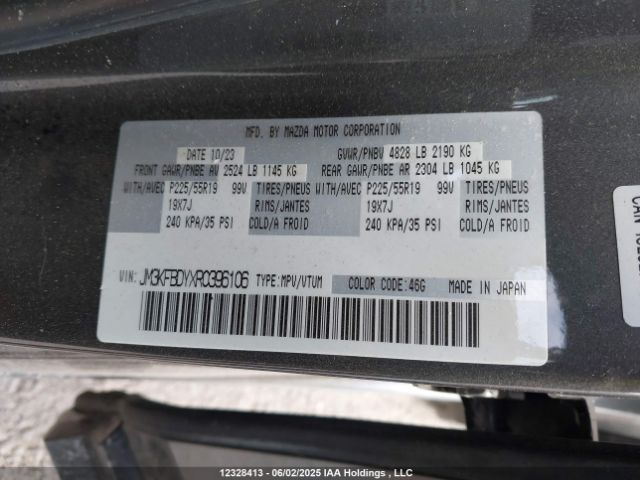 MFD. BY MAZDA MOTOR CORPORATION
DATE 10/23 GVWR/PNBV 4828 LB 2190 KG
FRONT GAWR/PNBE AV 2524 LB 1145 KG REAR GAWR/PNBE AR 2304 LB 1045 KG
WITH/AVEC P225/55R19 99V TIRES/PNEUS WITH/AVEC P225/55R19 99V TIRES/PNEUS
19X7J RIMS/JANTES 19X7J RIMS/JANTES
240 KPA/35 PSI COLD/A FROID 240 KPA/35 PSI COLD/A FROID
VIN: JM3KFBDYXR0396106 TYPE:MPV/VTUM COLOR CODE:46G MADE IN JAPAN
CAN
12328413 - 06/02/2025 IAA Holdings , LLC